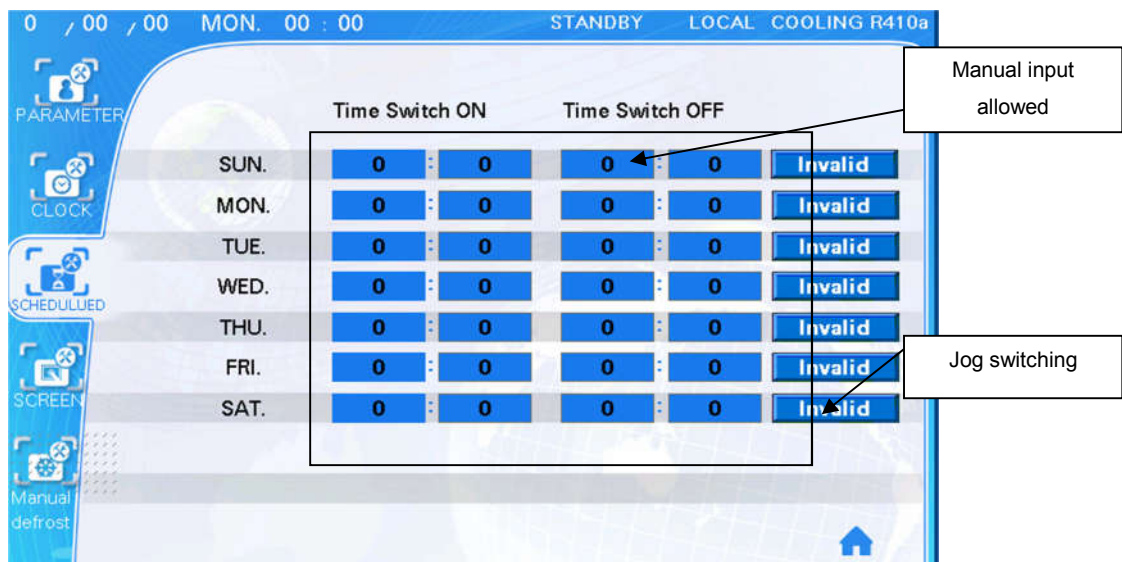 0 / 00 / 00 MON. 00 : 00 STANDBY LOCAL COOLING R410a
Manual input
allowed
PARAMETER
Time Switch ON Time Switch OFF
SUN. 0 : 0 0 : 0 Invalid
CLOCK
MON. 0 : 0 0 : 0 Invalid
TUE. 0 : 0 0 : 0 Invalid
SCHEDULUED
WED. 0 : 0 0 : 0 Invalid
THU. 0 : 0 0 : 0 Invalid
Jog switching
FRI. 0 : 0 0 : 0 Invalid
SCREEN
SAT. 0 : 0 0 : 0 Invalid
Manual
defrost